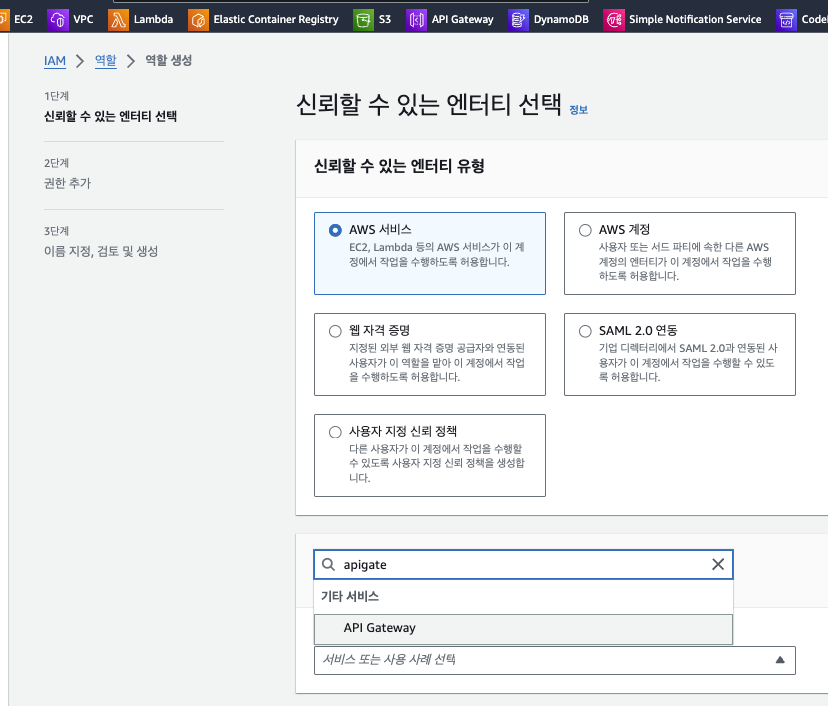 EC2 VPC Lambda Elastic Container Registry S3 API Gateway DynamoDB Simple Notification Service
IAM > 역할 > 역할 생성
1단계
신뢰할 수 있는 엔터티 선택
2단계
권한 추가
3단계
이름 지정, 검토 및 생성
신뢰할 수 있는 엔터티 선택 정보
신뢰할 수 있는 엔터티 유형
AWS 서비스
EC2, Lambda 등의 AWS 서비스가 이 계
정에서 작업을 수행하도록 허용합니다.
AWS 계정
사용자 또는 서드 파티에 속한 다른 AWS
계정의 엔터티가 이 계정에서 작업을 수행
하도록 허용합니다.
웹 자격 증명
지정된 외부 웹 자격 증명 공급자와 연동된
사용자가 이 역할을 맡아 이 계정에서 작업
을 수행하도록 허용합니다.
SAML 2.0 연동
기업 디렉터리에서 SAML 2.0과 연동된 사
용자가 이 계정에서 작업을 수행할 수 있도
록 허용합니다.
사용자 지정 신뢰 정책
다른 사용자가 이 계정에서 작업을 수행할
수 있도록 사용자 지정 신뢰 정책을 생성합
니다.
apigate
기타 서비스
API Gateway
서비스 또는 사용 사례 선택